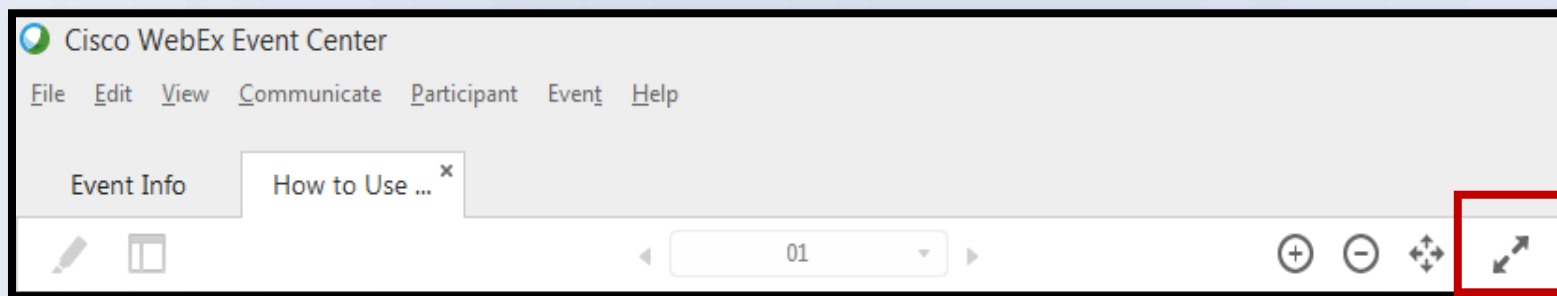 Cisco WebEx Event Center
File Edit View Communicate Participant Event Help
Event Info How to Use ...
01